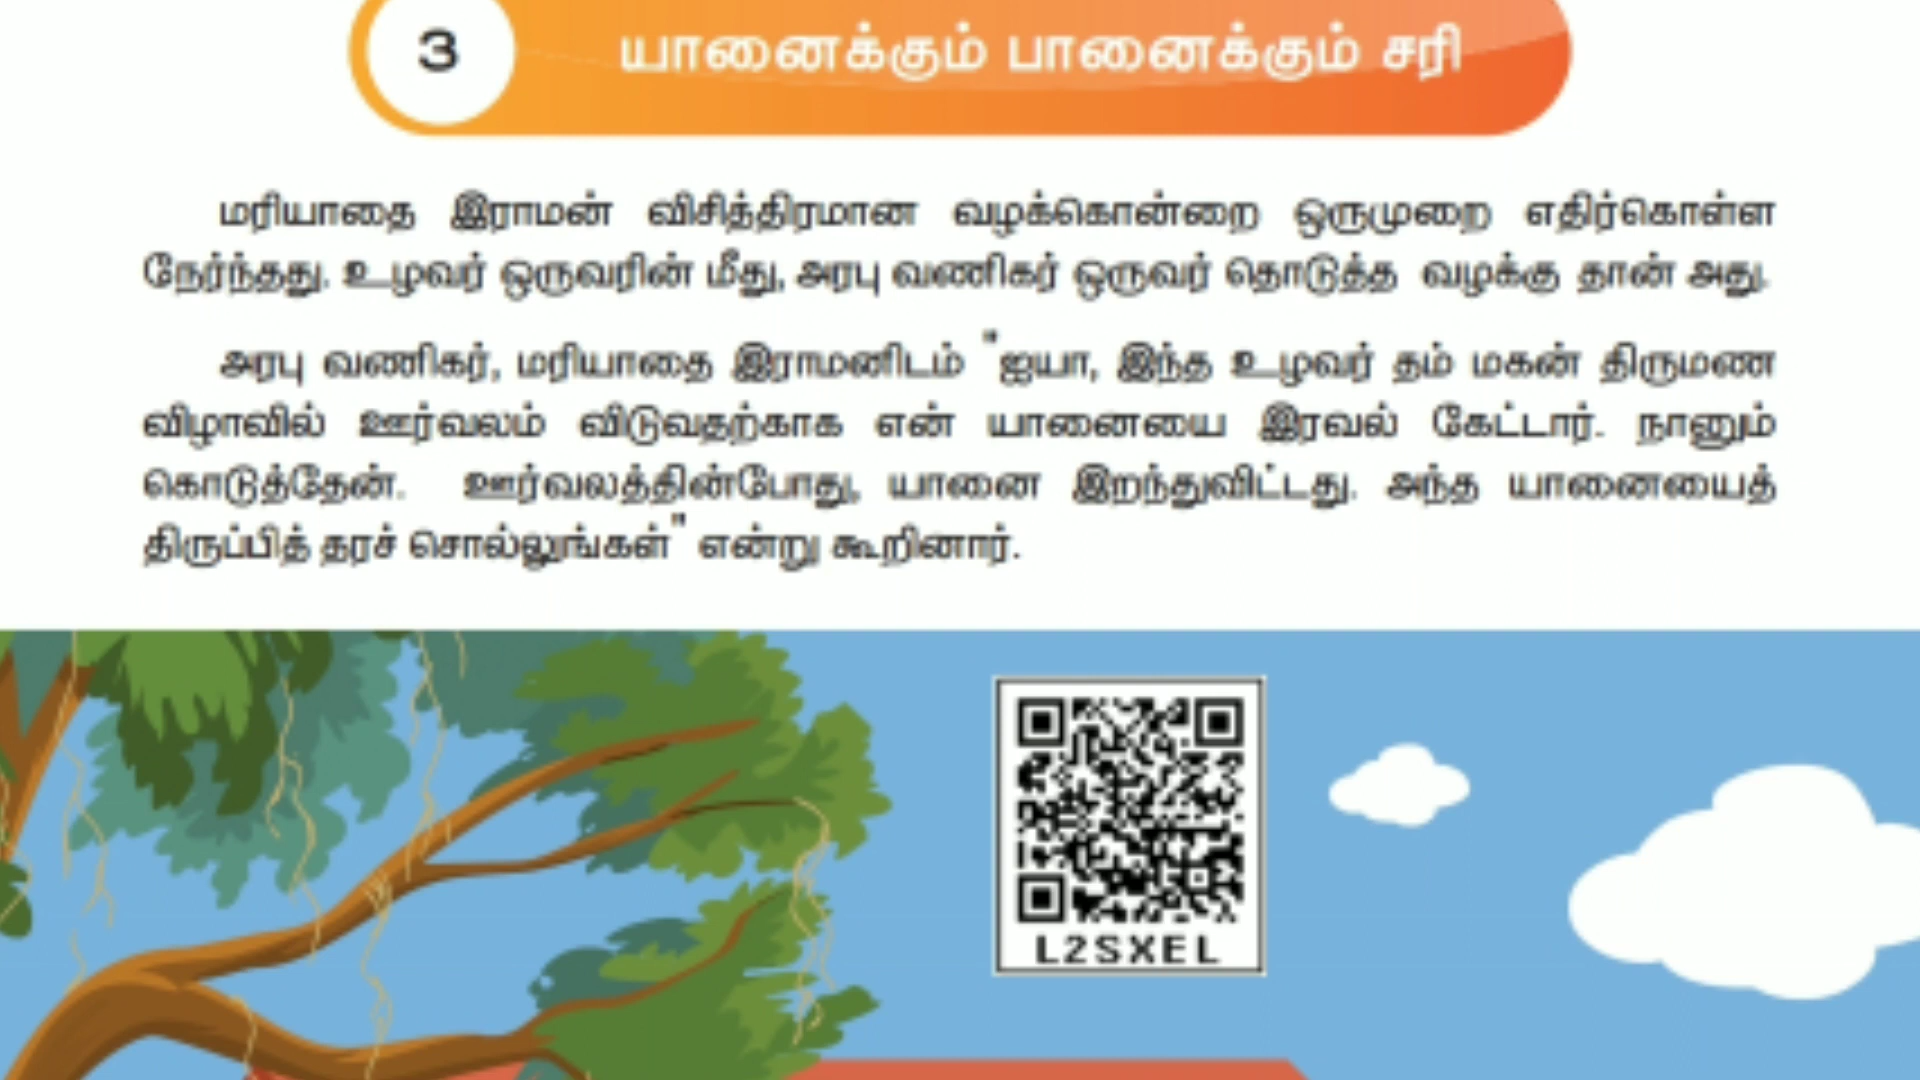 3
யானைக்கும் பானைக்கும் சரி
மரியாதை இராமன் விசித்திரமான வழக்கொன்றை ஒருமுறை எதிர்கொள்ள
நேர்ந்தது. உழவர் ஒருவரின் மீது, அரபு வணிகர் ஒருவர் தொடுத்த வழக்கு தான் அது.
அரபு வணிகர், மரியாதை இராமனிடம் "ஐயா, இந்த உழவர் தம் மகன் திருமண
விழாவில் ஊர்வலம் விடுவதற்காக என் யானையை இரவல் கேட்டார். நானும்
கொடுத்தேன். ஊர்வலத்தின்போது, யானை இறந்துவிட்டது. அந்த யானையைத்
திருப்பித் தரச் சொல்லுங்கள்" என்று கூறினார்.
L2SXEL